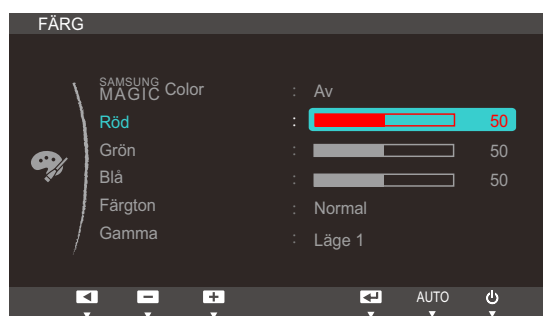 FÄRG
SAMSUNG MAGIC Color : Av
Röd : 50
Grön : 50
Blå : 50
Färgton : Normal
Gamma : Läge 1
AUTO